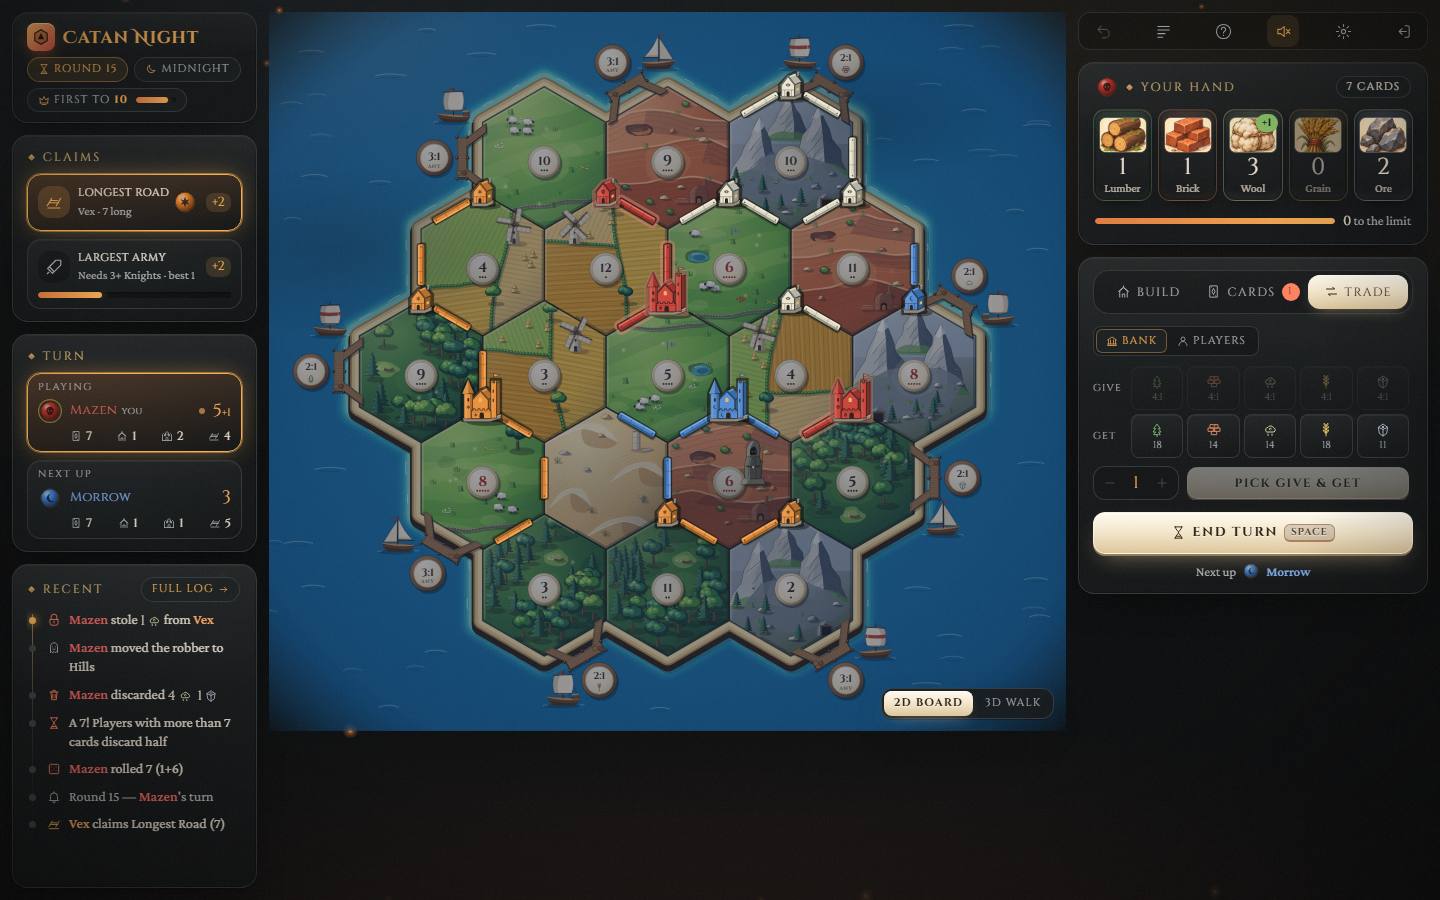 Catan Night
ROUND 15
MIDNIGHT
FIRST TO 10
CLAIMS
LONGEST ROAD
Vex · 7 long
+2
LARGEST ARMY
Needs 3+ Knights · best 1
+2
TURN
PLAYING
Mazen YOU
5+1
7 1 2 4
NEXT UP
Morrow
3
7 1 1 5
RECENT
FULL LOG →
Mazen stole 1 from Vex
Mazen moved the robber to
Hills
Mazen discarded 4 1
A 7! Players with more than 7
cards discard half
Mazen rolled 7 (1+6)
Round 15 — Mazen's turn
Vex claims Longest Road (7)
3:1
ANY
2:1
3:1
ANY
10
9
10
4
12
6
11
2:1
2:1
9
3
5
4
8
8
6
5
2:1
3:1
ANY
3
11
2
2:1
3:1
ANY
2D BOARD
3D WALK
YOUR HAND
7 CARDS
+1
1
1
3
0
2
Lumber
Brick
Wool
Grain
Ore
0 to the limit
BUILD
CARDS
1
TRADE
BANK
PLAYERS
GIVE
4:1
4:1
4:1
4:1
4:1
GET
18
14
14
18
11
− 1 +
PICK GIVE & GET
END TURN SPACE
Next up Morrow